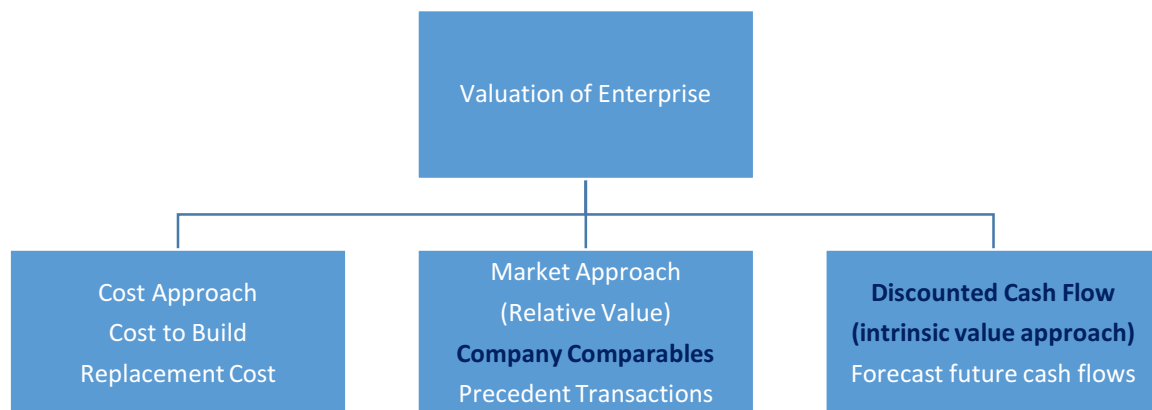 Valuation of Enterprise
Cost Approach
Cost to Build
Replacement Cost
Market Approach
(Relative Value)
Company Comparables
Precedent Transactions
Discounted Cash Flow
(intrinsic value approach)
Forecast future cash flows